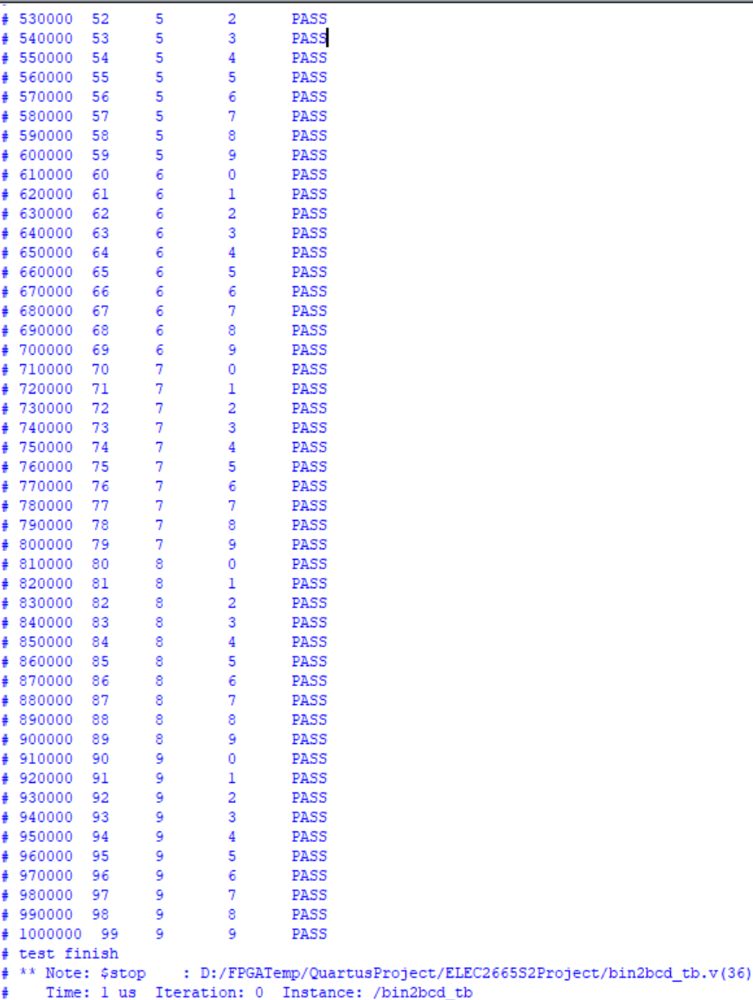 # 530000  52     5     2     PASS
# 540000  53     5     3     PASS
# 550000  54     5     4     PASS
# 560000  55     5     5     PASS
# 570000  56     5     6     PASS
# 580000  57     5     7     PASS
# 590000  58     5     8     PASS
# 600000  59     5     9     PASS
# 610000  60     6     0     PASS
# 620000  61     6     1     PASS
# 630000  62     6     2     PASS
# 640000  63     6     3     PASS
# 650000  64     6     4     PASS
# 660000  65     6     5     PASS
# 670000  66     6     6     PASS
# 680000  67     6     7     PASS
# 690000  68     6     8     PASS
# 700000  69     6     9     PASS
# 710000  70     7     0     PASS
# 720000  71     7     1     PASS
# 730000  72     7     2     PASS
# 740000  73     7     3     PASS
# 750000  74     7     4     PASS
# 760000  75     7     5     PASS
# 770000  76     7     6     PASS
# 780000  77     7     7     PASS
# 790000  78     7     8     PASS
# 800000  79     7     9     PASS
# 810000  80     8     0     PASS
# 820000  81     8     1     PASS
# 830000  82     8     2     PASS
# 840000  83     8     3     PASS
# 850000  84     8     4     PASS
# 860000  85     8     5     PASS
# 870000  86     8     6     PASS
# 880000  87     8     7     PASS
# 890000  88     8     8     PASS
# 900000  89     8     9     PASS
# 910000  90     9     0     PASS
# 920000  91     9     1     PASS
# 930000  92     9     2     PASS
# 940000  93     9     3     PASS
# 950000  94     9     4     PASS
# 960000  95     9     5     PASS
# 970000  96     9     6     PASS
# 980000  97     9     7     PASS
# 990000  98     9     8     PASS
# 1000000  99    9     9     PASS
# test finish
# ** Note: $stop    : D:/FPGATemp/QuartusProject/ELEC2665S2Project/bin2bcd_tb.v(36)
#    Time: 1 us  Iteration: 0  Instance: /bin2bcd_tb